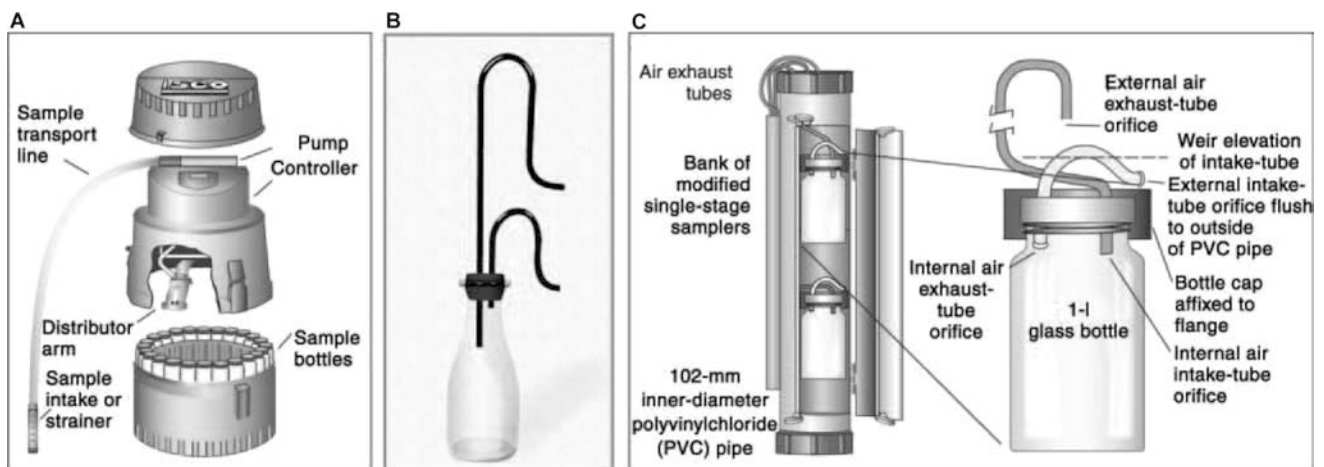 A
ISCO
Sample
transport
line
Pump
Controller
Distributor
arm
Sample
bottles
Sample
intake or
strainer
B
C
Air exhaust
tubes
Bank of
modified
single-stage
samplers
102-mm
inner-diameter
polyvinylchloride
(PVC) pipe
External air
exhaust-tube
orifice
Weir elevation
of intake-tube
External intake-
tube orifice flush
to outside
of PVC pipe
Internal air
exhaust-
tube
orifice
1-l
glass bottle
Bottle cap
affixed to
flange
Internal air
intake-tube
orifice